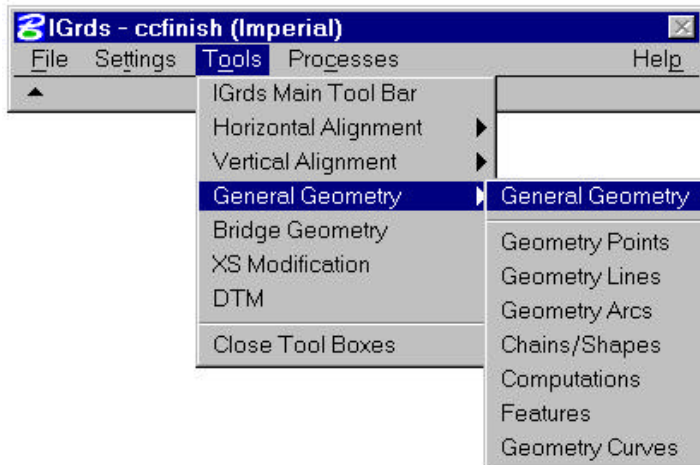 IGrds - ccfinish (Imperial)
File Settings Tools Processes Help
IGrds Main Tool Bar
Horizontal Alignment
Vertical Alignment
General Geometry
Bridge Geometry
XS Modification
DTM
Close Tool Boxes
General Geometry
Geometry Points
Geometry Lines
Geometry Arcs
Chains/Shapes
Computations
Features
Geometry Curves